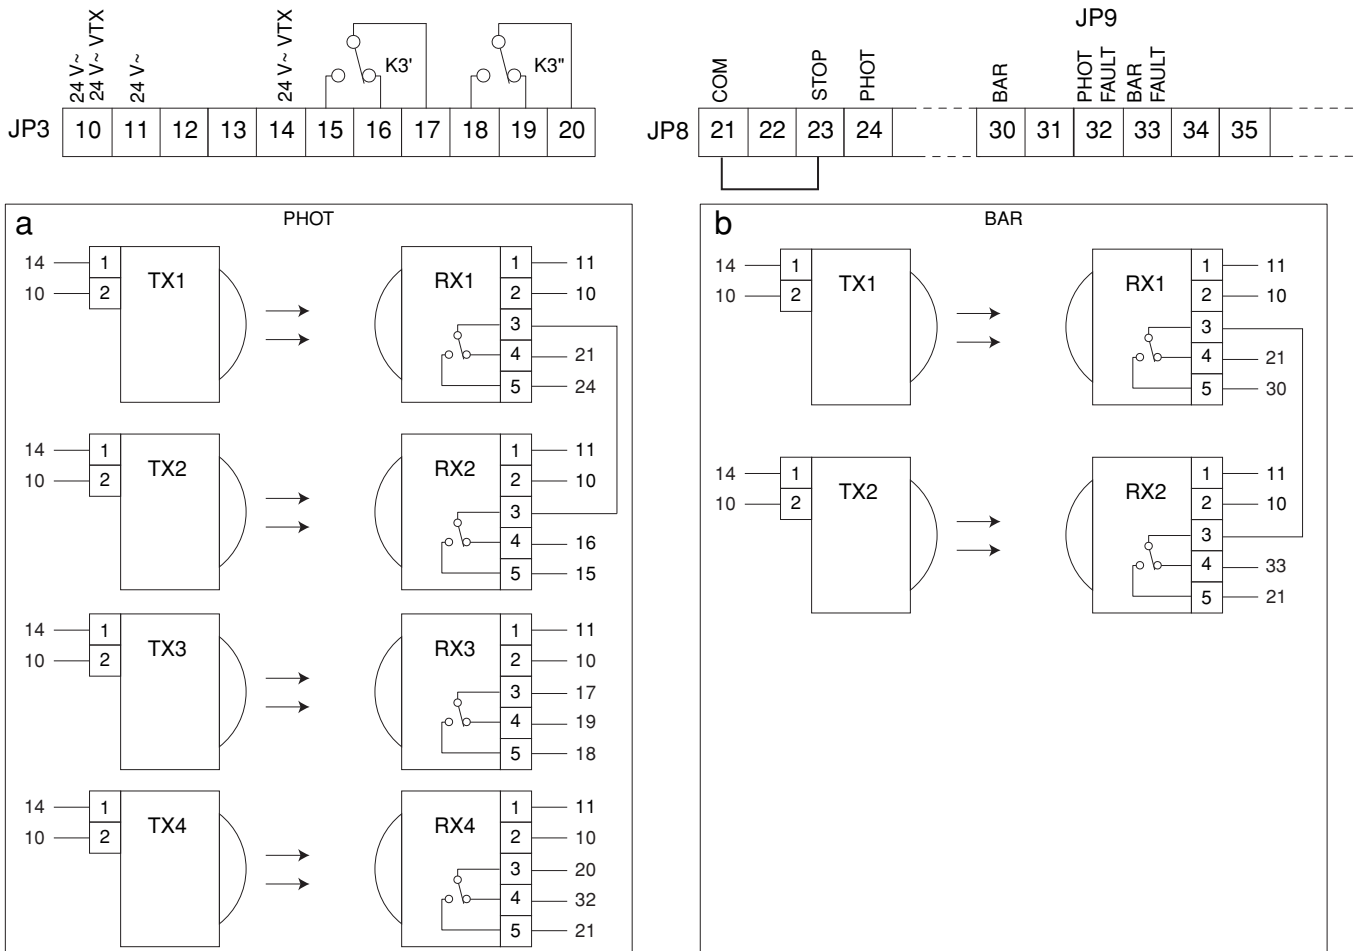 JP9
24 V~
24 V~ VTX
24 V~
24 V~ VTX
K3'
K3"
COM
STOP
PHOT
BAR
PHOT FAULT
BAR FAULT
JP3 10 11 12 13 14 15 16 17 18 19 20
JP8 21 22 23 24 30 31 32 33 34 35
a PHOT
14 1 TX1 RX1 1 11
10 2 2 10
3
4 21
5 24
14 1 TX2 RX2 1 11
10 2 2 10
3
4 16
5 15
14 1 TX3 RX3 1 11
10 2 2 10
3 17
4 19
5 18
14 1 TX4 RX4 1 11
10 2 2 10
3 20
4 32
5 21
b BAR
14 1 TX1 RX1 1 11
10 2 2 10
3
4 21
5 30
14 1 TX2 RX2 1 11
10 2 2 10
3
4 33
5 21